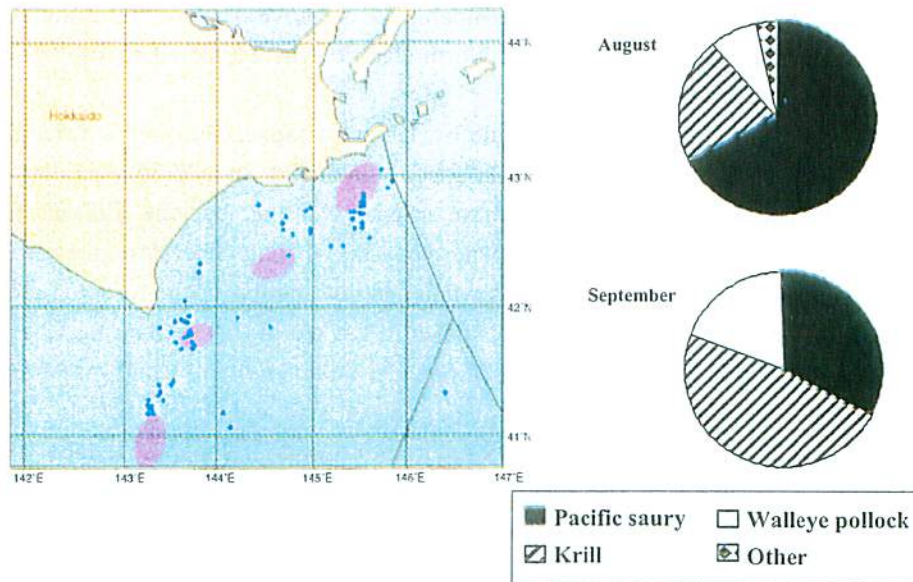 Hokkaido
44°N
43°N
42°N
41°N
142°E 143°E 144°E 145°E 146°E 147°E
August
September
Pacific saury Walleye pollock
Krill Other